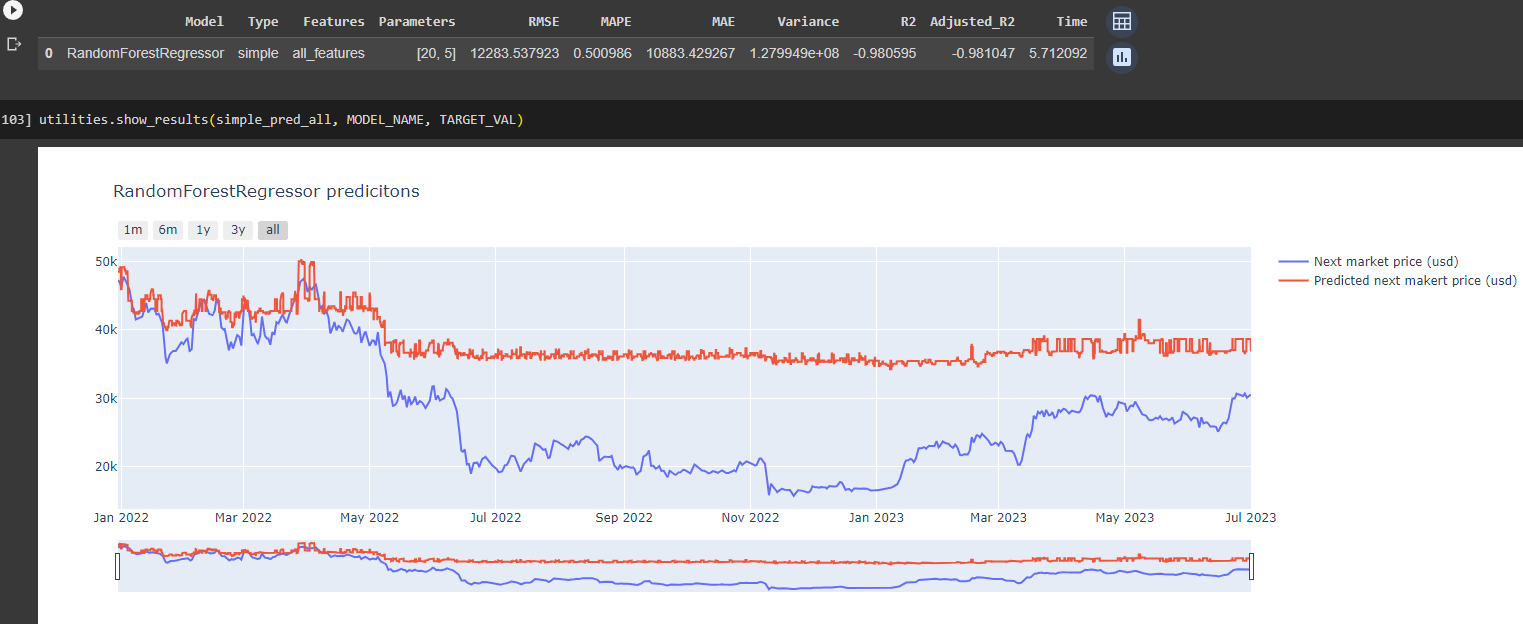 Model Type Features Parameters RMSE MAPE MAE Variance R2 Adjusted_R2 Time
0 RandomForestRegressor simple all_features [20, 5] 12283.537923 0.500986 10883.429267 1.279949e+08 -0.980595 -0.981047 5.712092
103] utilities.show_results(simple_pred_all, MODEL_NAME, TARGET_VAL)
RandomForestRegressor predicitons
1m 6m 1y 3y all
Next market price (usd)
Predicted next makert price (usd)
50k
40k
30k
20k
Jan 2022 Mar 2022 May 2022 Jul 2022 Sep 2022 Nov 2022 Jan 2023 Mar 2023 May 2023 Jul 2023